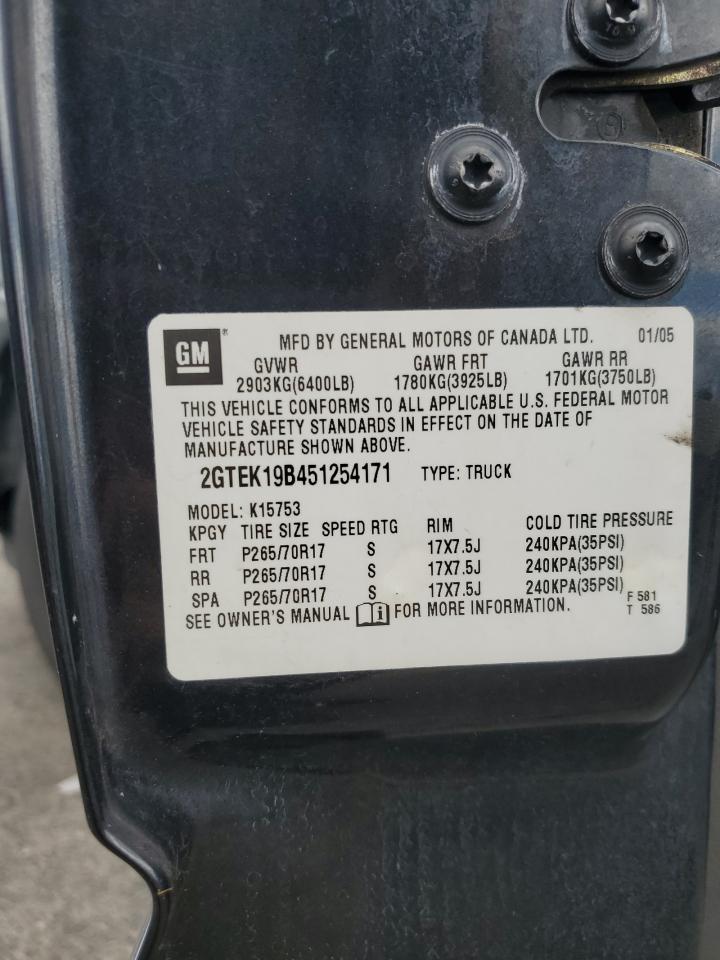 GM® MFD BY GENERAL MOTORS OF CANADA LTD. 01/05
GVWR GAWR FRT GAWR RR
2903KG(6400LB) 1780KG(3925LB) 1701KG(3750LB)
THIS VEHICLE CONFORMS TO ALL APPLICABLE U.S. FEDERAL MOTOR
VEHICLE SAFETY STANDARDS IN EFFECT ON THE DATE OF
MANUFACTURE SHOWN ABOVE.
2GTEK19B451254171 TYPE: TRUCK
MODEL: K15753
KPGY TIRE SIZE SPEED RTG RIM COLD TIRE PRESSURE
FRT P265/70R17 S 17X7.5J 240KPA(35PSI)
RR P265/70R17 S 17X7.5J 240KPA(35PSI)
SPA P265/70R17 S 17X7.5J 240KPA(35PSI)
F 581
T 586
SEE OWNER'S MANUAL i FOR MORE INFORMATION.